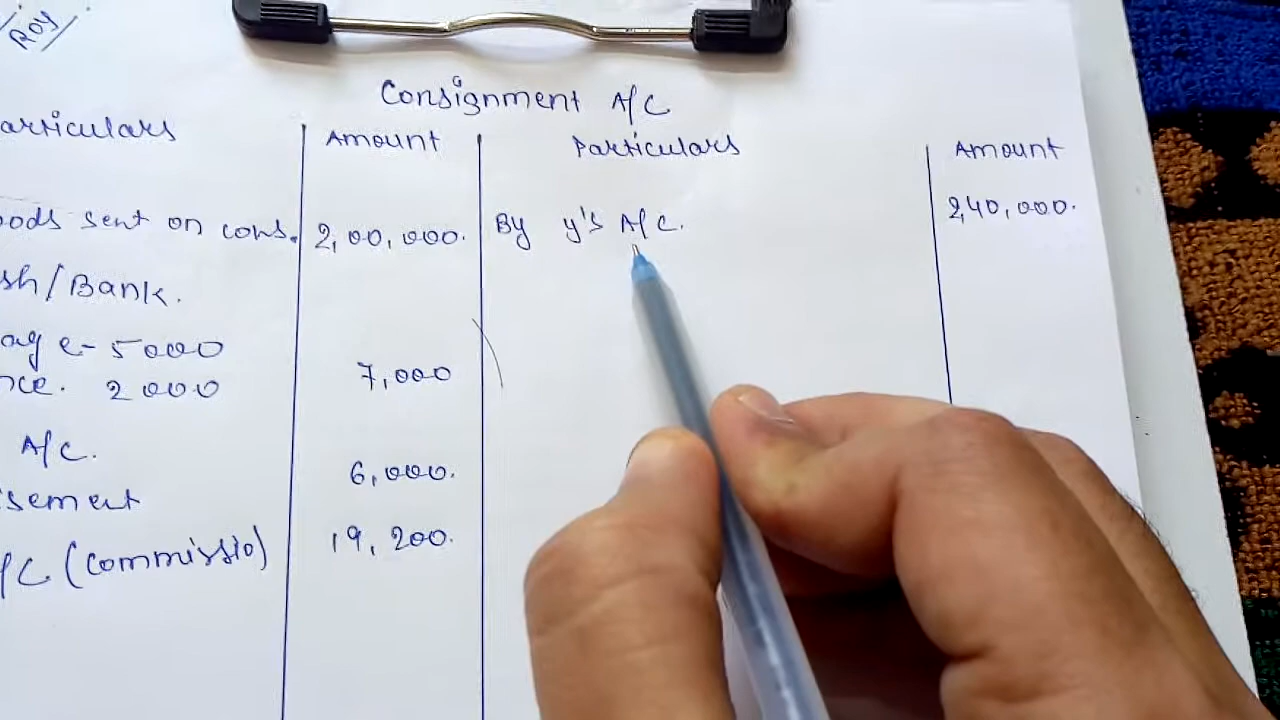 Roy
Consignment A/C
articulars Amount Particulars Amount
oods sent on cons. 2,00,000. By y's A/C. 2,40,000.
sh/Bank.
age - 5000
nce. 2000 7,000
A/C.
6,000.
isement
/C (Commissio) 19,200.